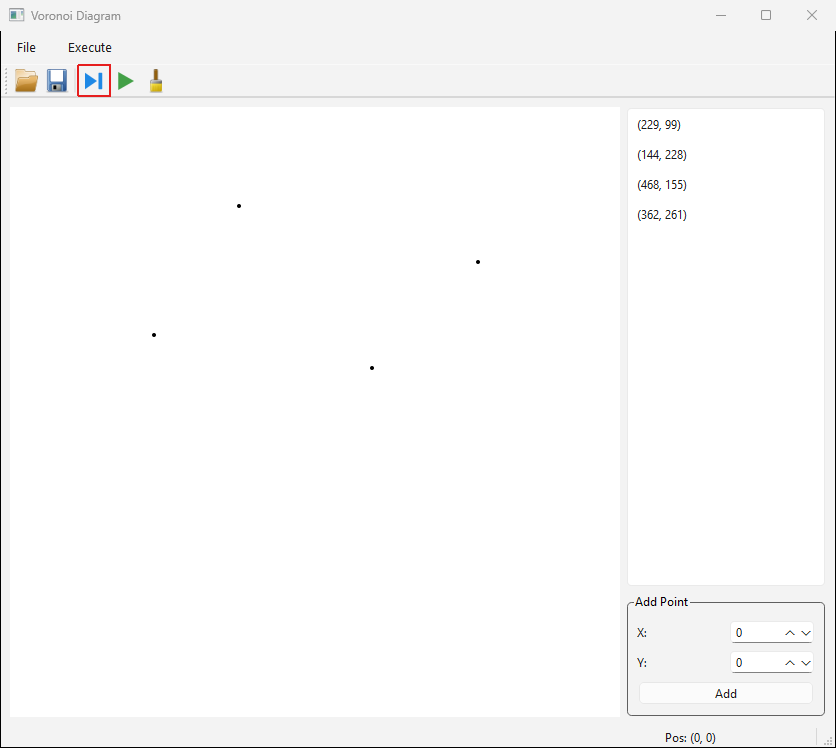 Voronoi Diagram
File Execute
(229, 99)
(144, 228)
(468, 155)
(362, 261)
Add Point
X: 0
Y: 0
Add
Pos: (0, 0)